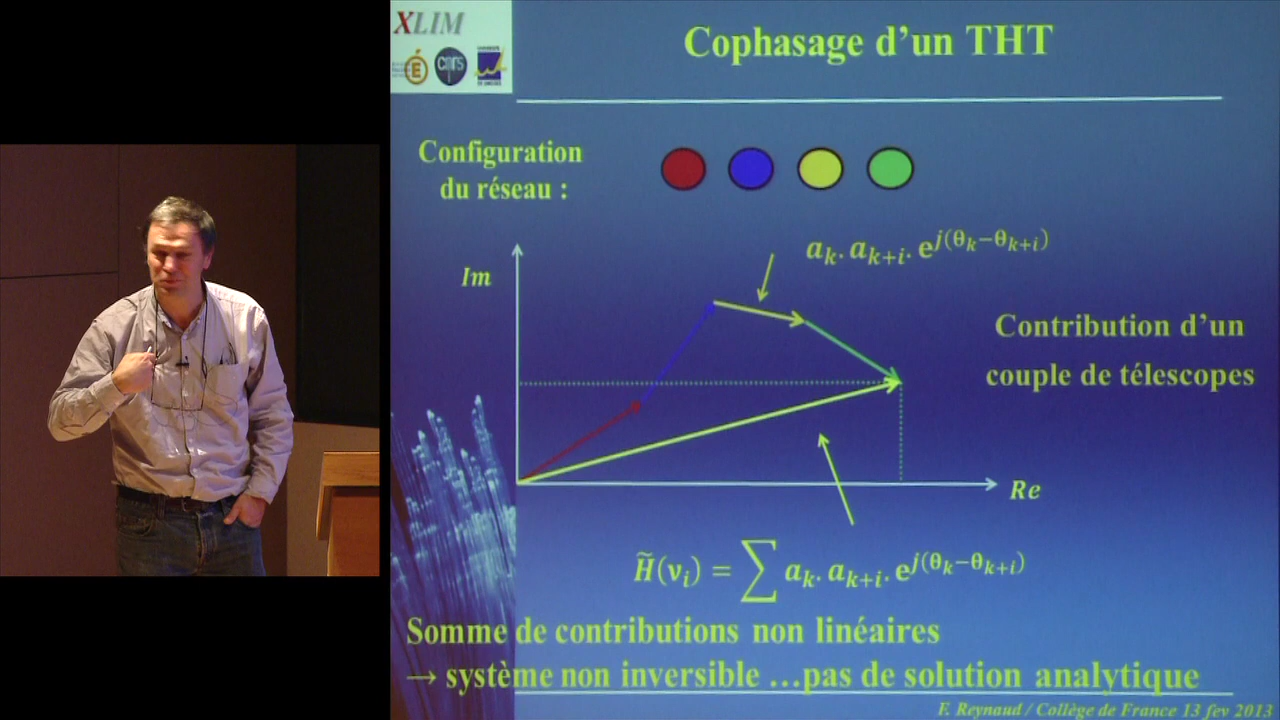 XLIM
cnrs
Cophasage d'un THT
Configuration
du réseau :
a_k. a_{k+i}. e^{j(θ_k−θ_{k+i})}
Im
Contribution d'un
couple de télescopes
Re
H̃(ν_i) = ∑ a_k. a_{k+i}. e^{j(θ_k−θ_{k+i})}
Somme de contributions non linéaires
→ système non inversible …pas de solution analytique
F. Reynaud / Collège de France 13 fev 2013